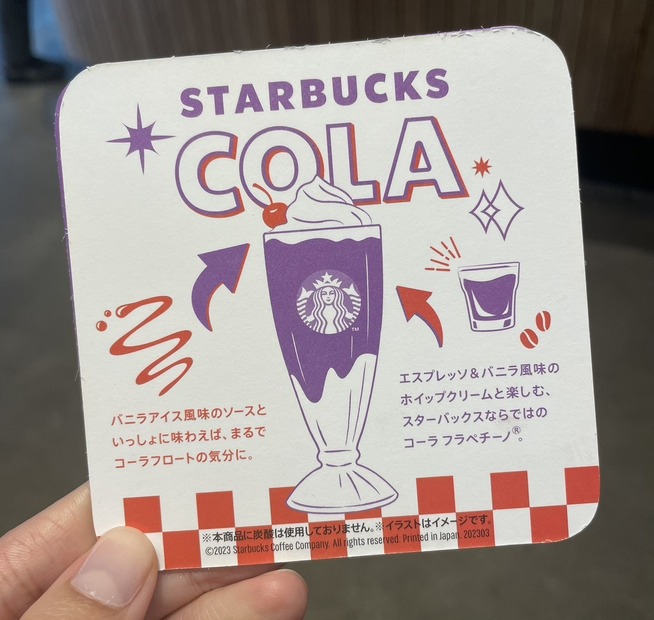 STARBUCKS
COLA
バニラアイス風味のソースと
いっしょに味わえば、まるで
コーラフロートの気分に。
エスプレッソ&バニラ風味の
ホイップクリームと楽しむ、
スターバックスならではの
コーラ フラペチーノ®。
TM
※本商品に炭酸は使用しておりません。※イラストはイメージです。
©2023 Starbucks Coffee Company. All rights reserved. Printed in Japan. 202303